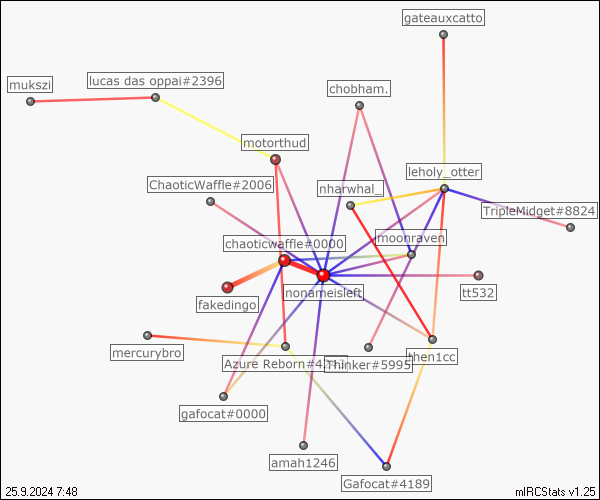 gateauxcatto
mukszi
lucas das oppai#2396
chobham.
motorthud
leholy_otter
ChaoticWaffle#2006
nharwhal_
TripleMidget#8824
chaoticwaffle#0000
moonraven
fakedingo
nonameisleft
tt532
mercurybro
Azure Reborn
Thinker#5995
then1cc
gafocat#0000
amah1246
Gafocat#4189
25.9.2024 7:48
mIRCStats v1.25